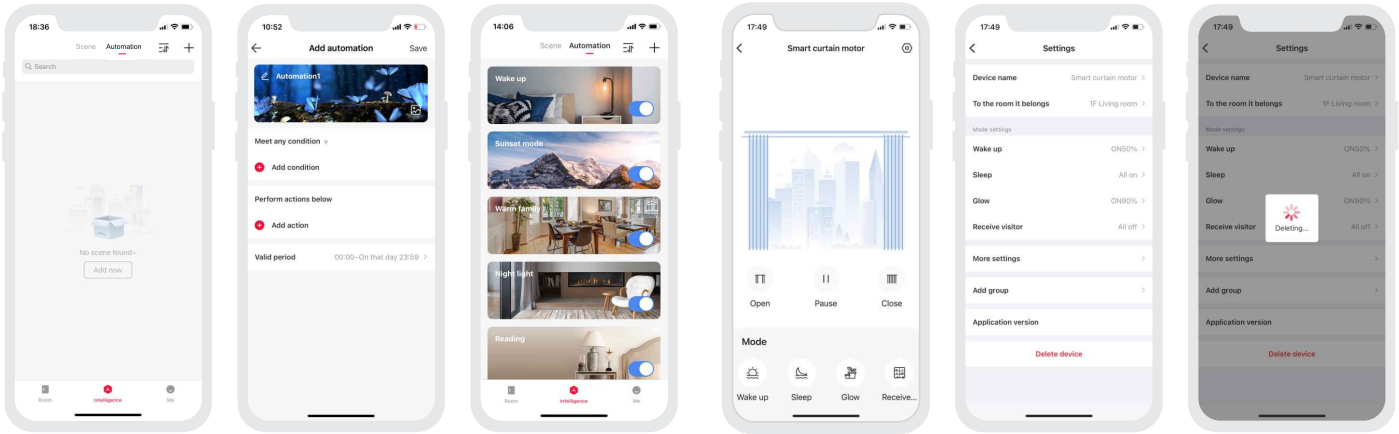 18:36
Scene Automation
Search
No scene found~
Add now
Room Intelligence Me
10:52
Add automation Save
Automation1
Meet any condition
Add condition
Perform actions below
Add action
Valid period 00:00~On that day 23:59 >
14:06
Scene Automation
Wake up
Sunset mode
Warm family
Night light
Reading
Room Intelligence Me
17:49
Smart curtain motor
Open Pause Close
Mode
Wake up Sleep Glow Receive...
17:49
Settings
Device name Smart curtain motor >
To the room it belongs 1F Living room >
Mode settings
Wake up ON50% >
Sleep All on >
Glow ON90% >
Receive visitor All off >
More settings >
Add group >
Application version
Delete device
17:49
Settings
Device name Smart curtain motor >
To the room it belongs 1F Living room >
Mode settings
Wake up ON50% >
Sleep All on >
Glow ON90% >
Deleting...
Receive visitor All off >
More settings >
Add group >
Application version
Delete device